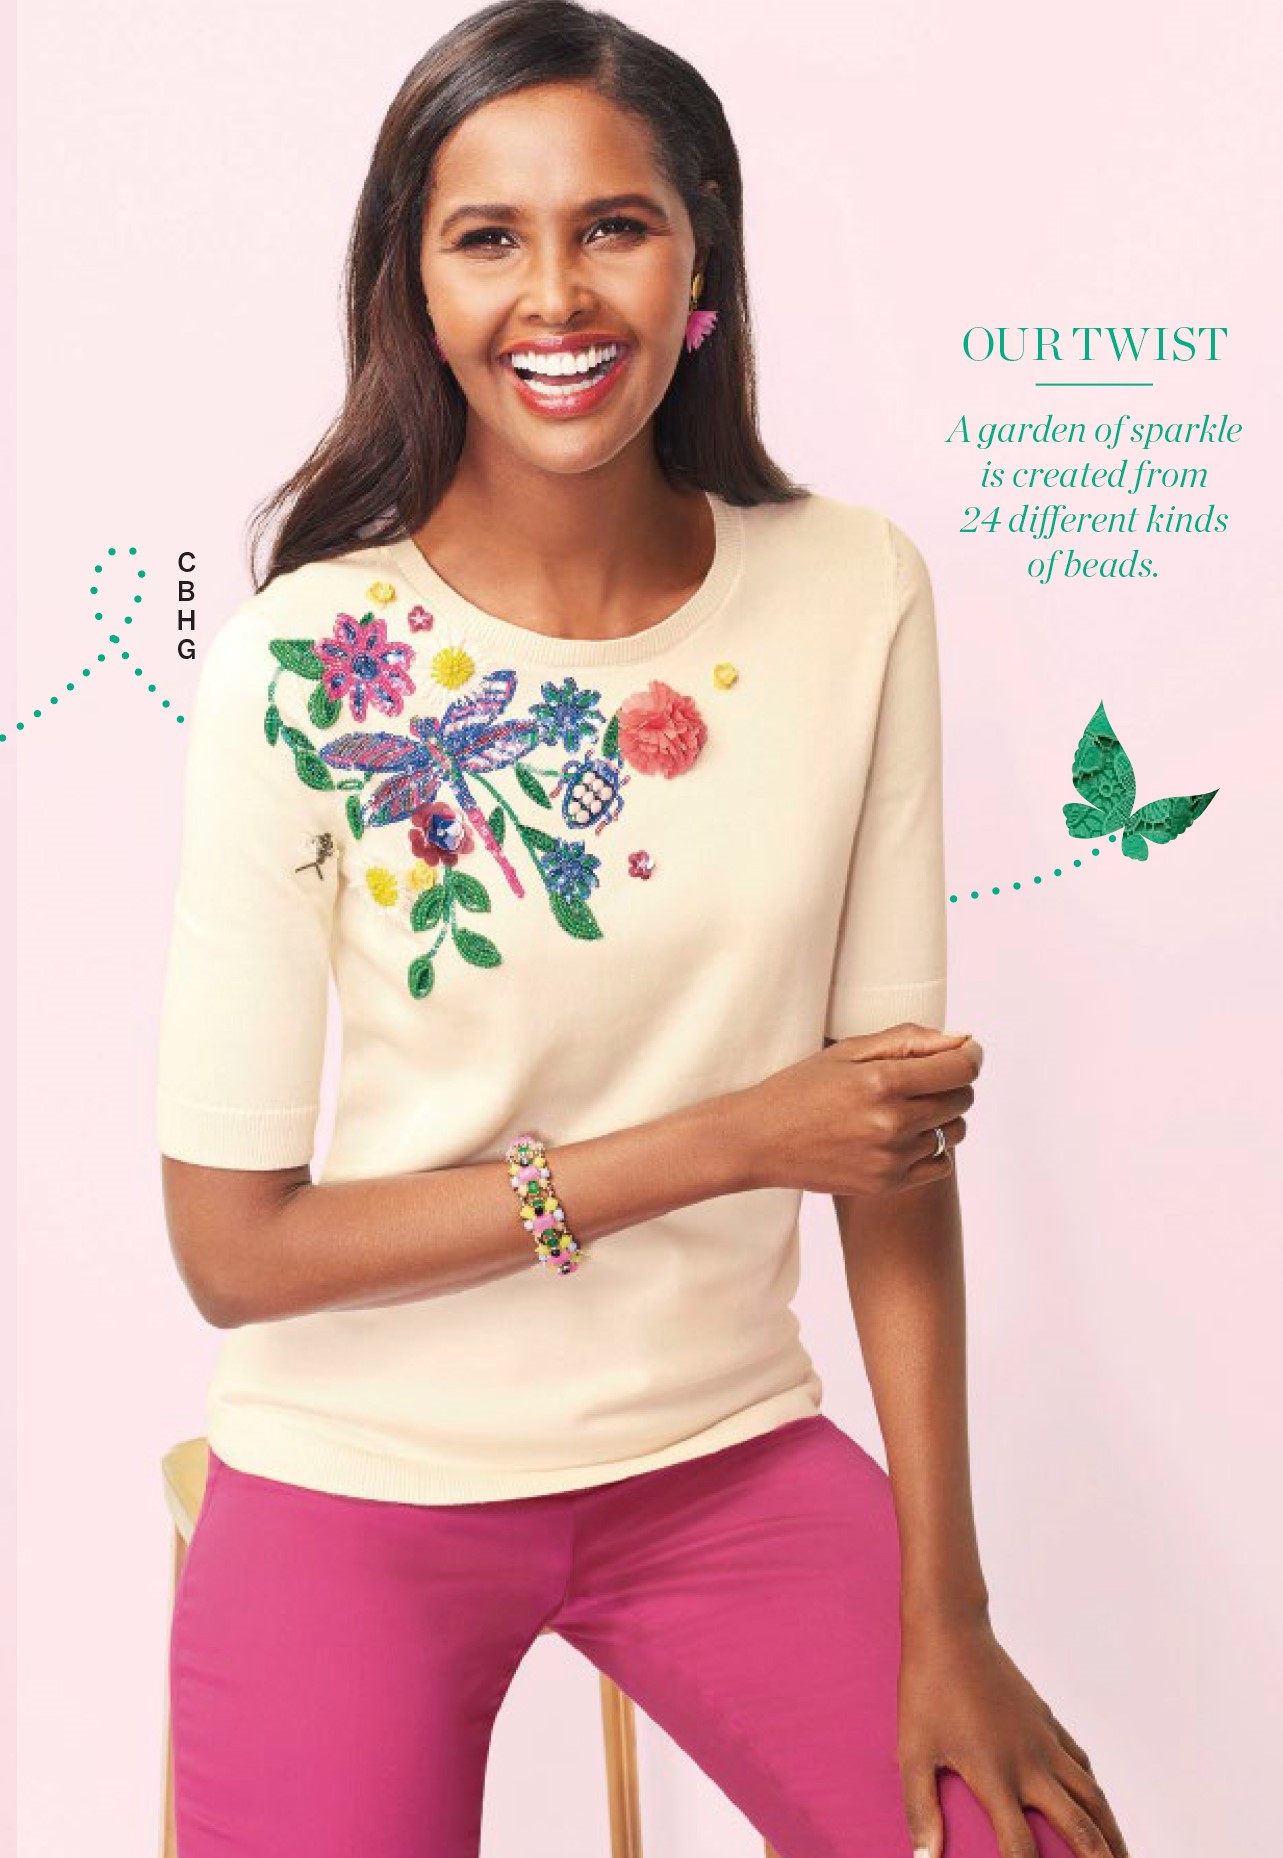 OUR TWIST
A garden of sparkle
is created from
24 different kinds
of beads.
C
B
H
G